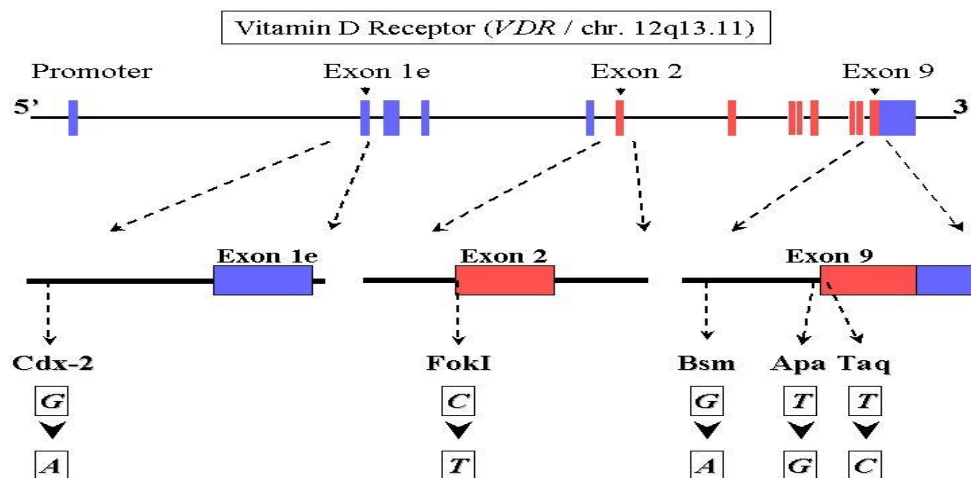 Vitamin D Receptor (VDR / chr. 12q13.11)
Promoter Exon 1e Exon 2 Exon 9
5’ 3
Exon 1e Exon 2 Exon 9
Cdx-2 FokI Bsm Apa Taq
G C G T T
A T A G C